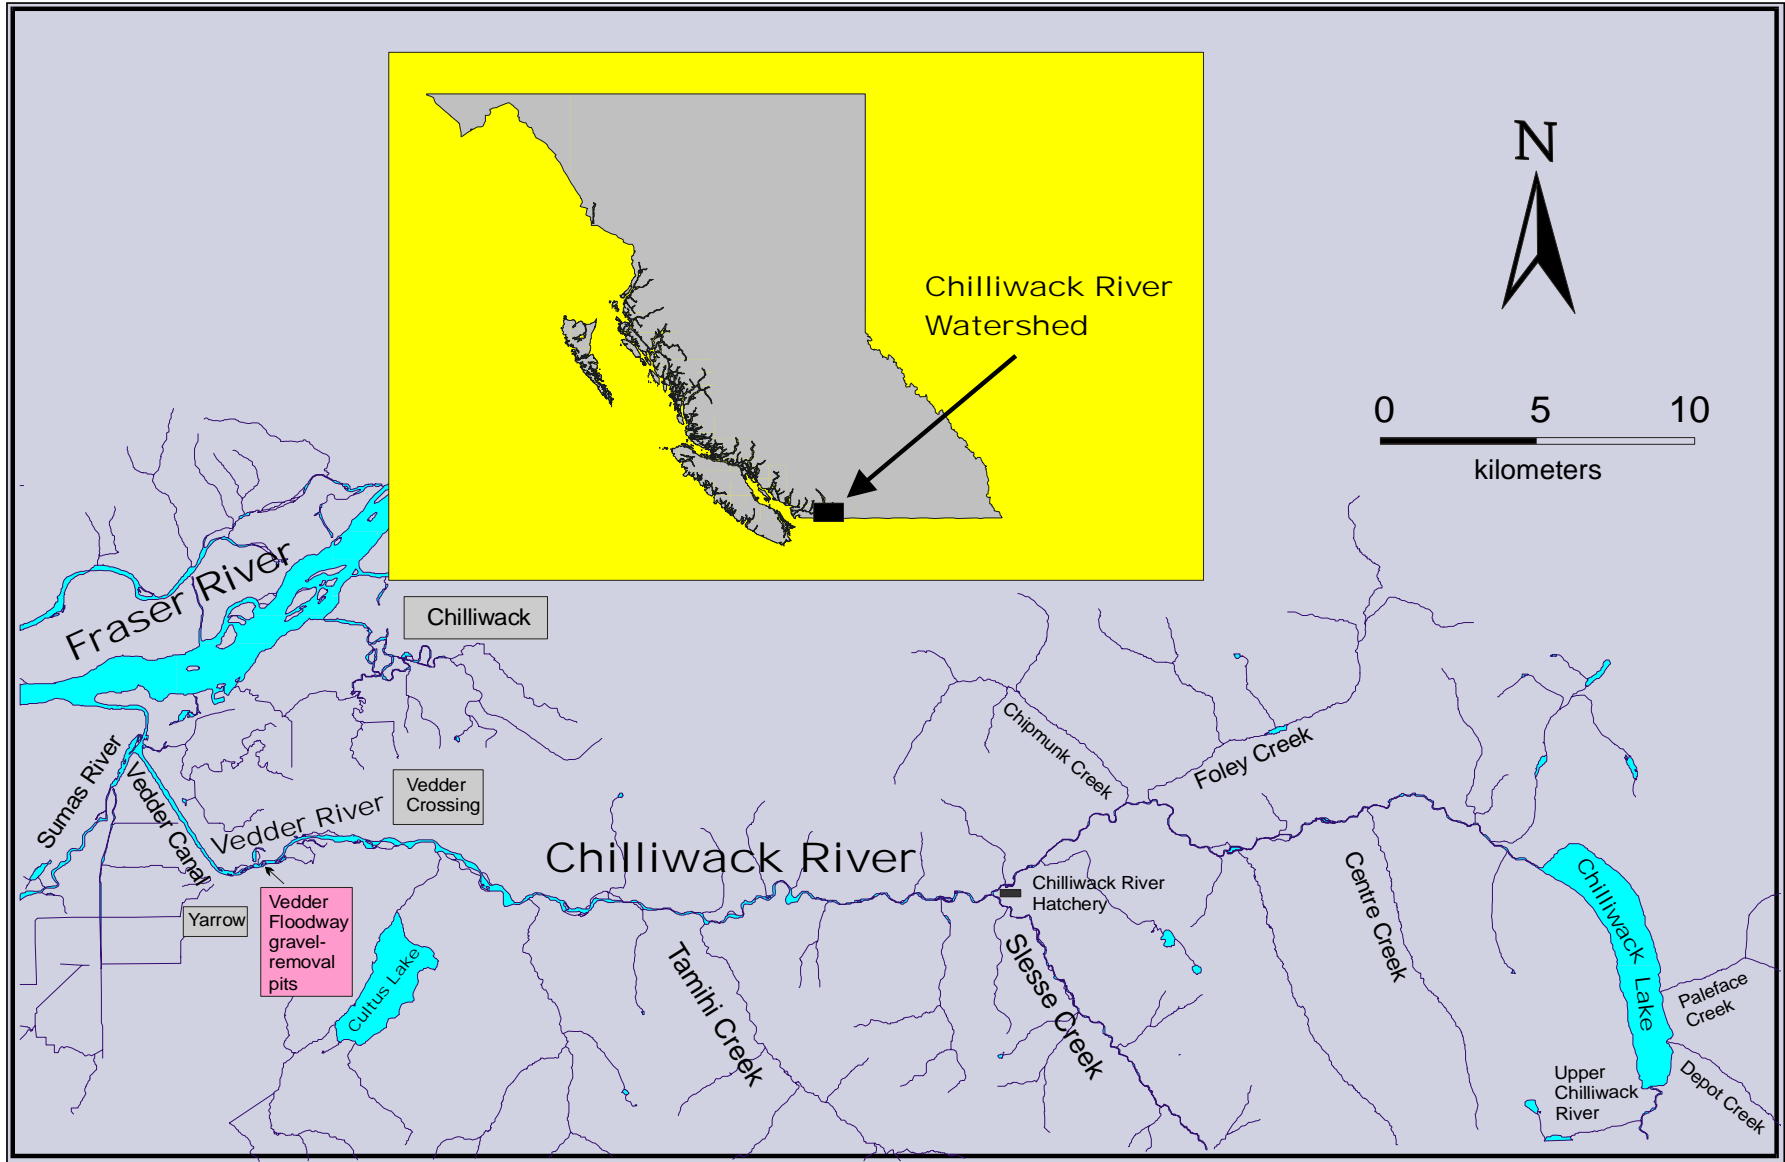 N
Chilliwack River
Watershed
0 5 10
kilometers
Fraser River
Chilliwack
Chipmunk Creek
Foley Creek
Sumas River
Vedder Canal
Vedder River
Vedder
Crossing
Chilliwack River
Chilliwack River
Hatchery
Centre Creek
Chilliwack Lake
Yarrow
Vedder
Floodway
gravel-
removal
pits
Cultus Lake
Tamihi Creek
Slesse Creek
Paleface
Creek
Upper
Chilliwack
River
Depot Creek